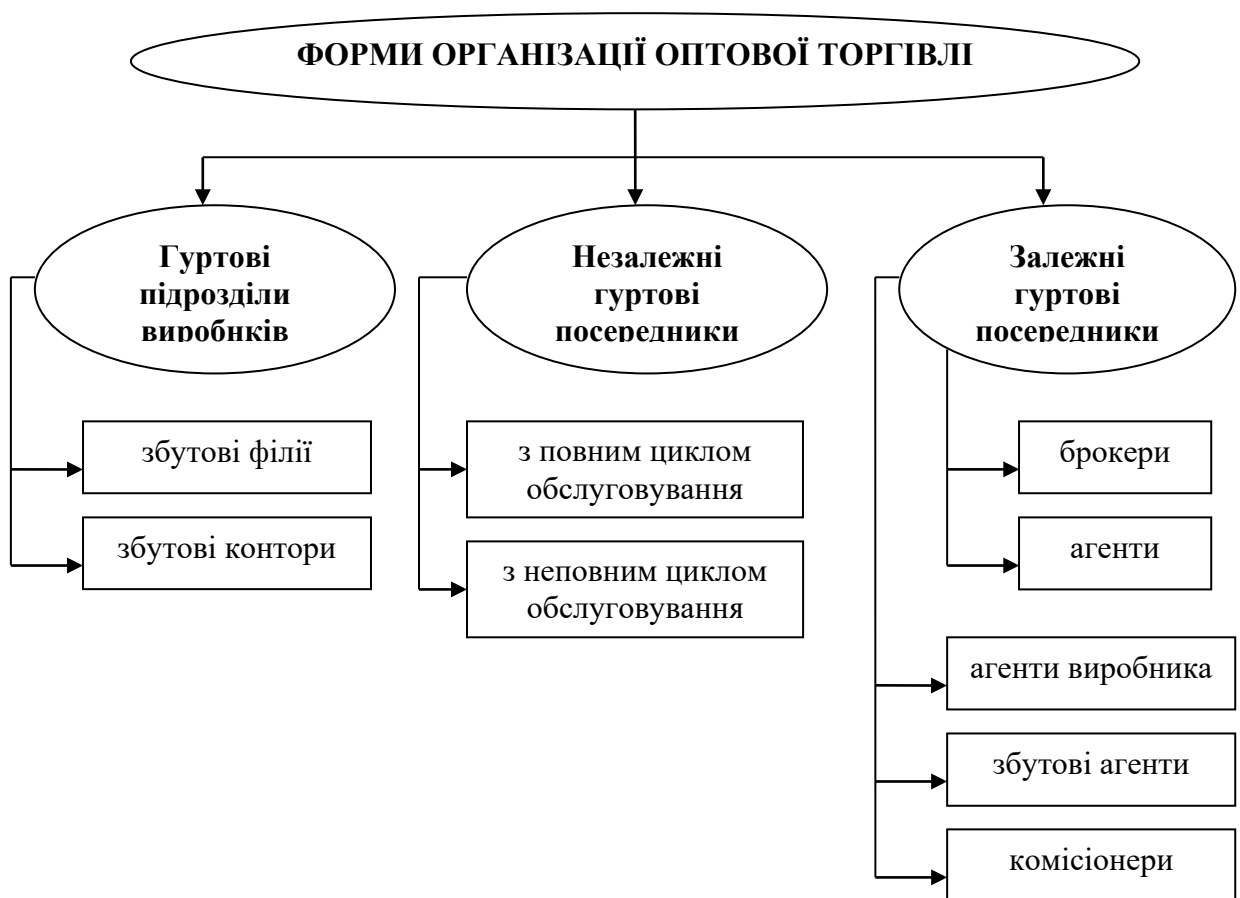 ФОРМИ ОРГАНІЗАЦІЇ ОПТОВОЇ ТОРГІВЛІ
Гуртові
підрозділи
виробнків
Незалежні
гуртові
посередники
Залежні
гуртові
посередники
збутові філії
збутові контори
з повним циклом
обслуговування
з неповним циклом
обслуговування
брокери
агенти
агенти виробника
збутові агенти
комісіонери